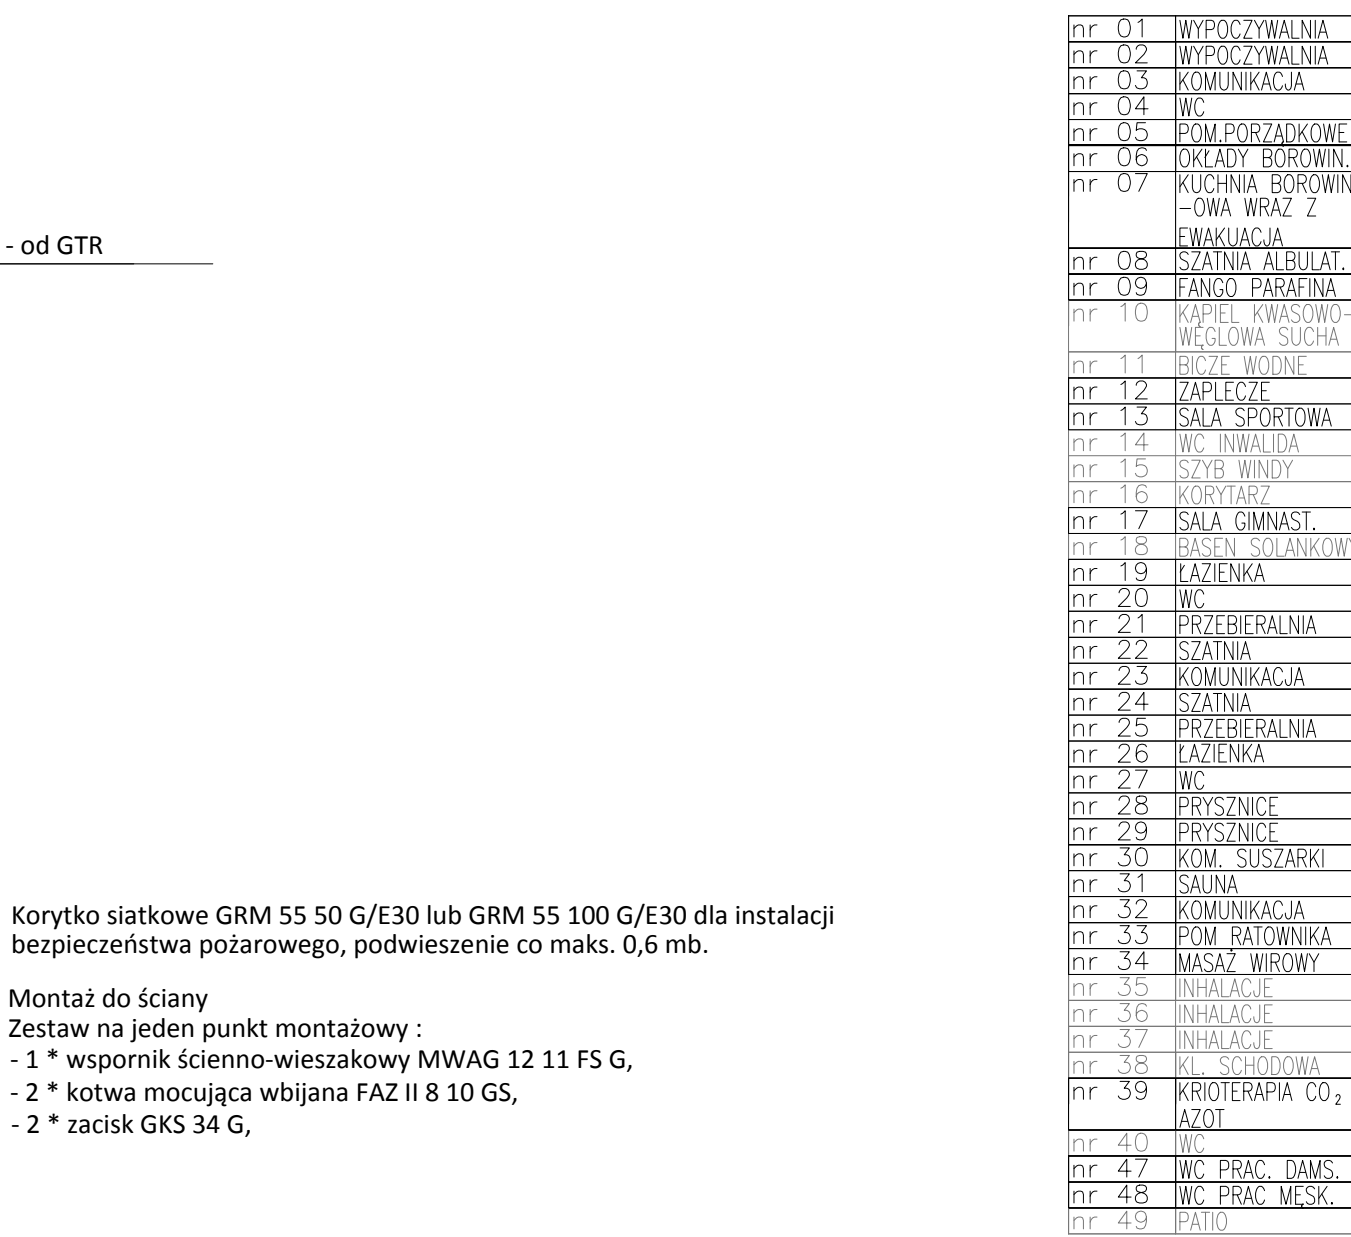 - od GTR
Korytko siatkowe GRM 55 50 G/E30 lub GRM 55 100 G/E30 dla instalacji
bezpieczeństwa pożarowego, podwieszenie co maks. 0,6 mb.
Montaż do ściany
Zestaw na jeden punkt montażowy :
- 1 * wspornik ścienno-wieszakowy MWAG 12 11 FS G,
- 2 * kotwa mocująca wbijana FAZ II 8 10 GS,
- 2 * zacisk GKS 34 G,
nr 01 WYPOCZYWALNIA
nr 02 WYPOCZYWALNIA
nr 03 KOMUNIKACJA
nr 04 WC
nr 05 POM.PORZĄDKOWE
nr 06 OKŁADY BOROWIN.
nr 07 KUCHNIA BOROWIN
-OWA WRAZ Z
EWAKUACJA
nr 08 SZATNIA ALBULAT.
nr 09 FANGO PARAFINA
nr 10 KĄPIEL KWASOWO-
WĘGLOWA SUCHA
nr 11 BICZE WODNE
nr 12 ZAPLECZE
nr 13 SALA SPORTOWA
nr 14 WC INWALIDA
nr 15 SZYB WINDY
nr 16 KORYTARZ
nr 17 SALA GIMNAST.
nr 18 BASEN SOLANKOWY
nr 19 ŁAZIENKA
nr 20 WC
nr 21 PRZEBIERALNIA
nr 22 SZATNIA
nr 23 KOMUNIKACJA
nr 24 SZATNIA
nr 25 PRZEBIERALNIA
nr 26 ŁAZIENKA
nr 27 WC
nr 28 PRYSZNICE
nr 29 PRYSZNICE
nr 30 KOM. SUSZARKI
nr 31 SAUNA
nr 32 KOMUNIKACJA
nr 33 POM RATOWNIKA
nr 34 MASAŻ WIROWY
nr 35 INHALACJE
nr 36 INHALACJE
nr 37 INHALACJE
nr 38 KL. SCHODOWA
nr 39 KRIOTERAPIA CO₂
AZOT
nr 40 WC
nr 47 WC PRAC. DAMS.
nr 48 WC PRAC MĘSK.
nr 49 PATIO